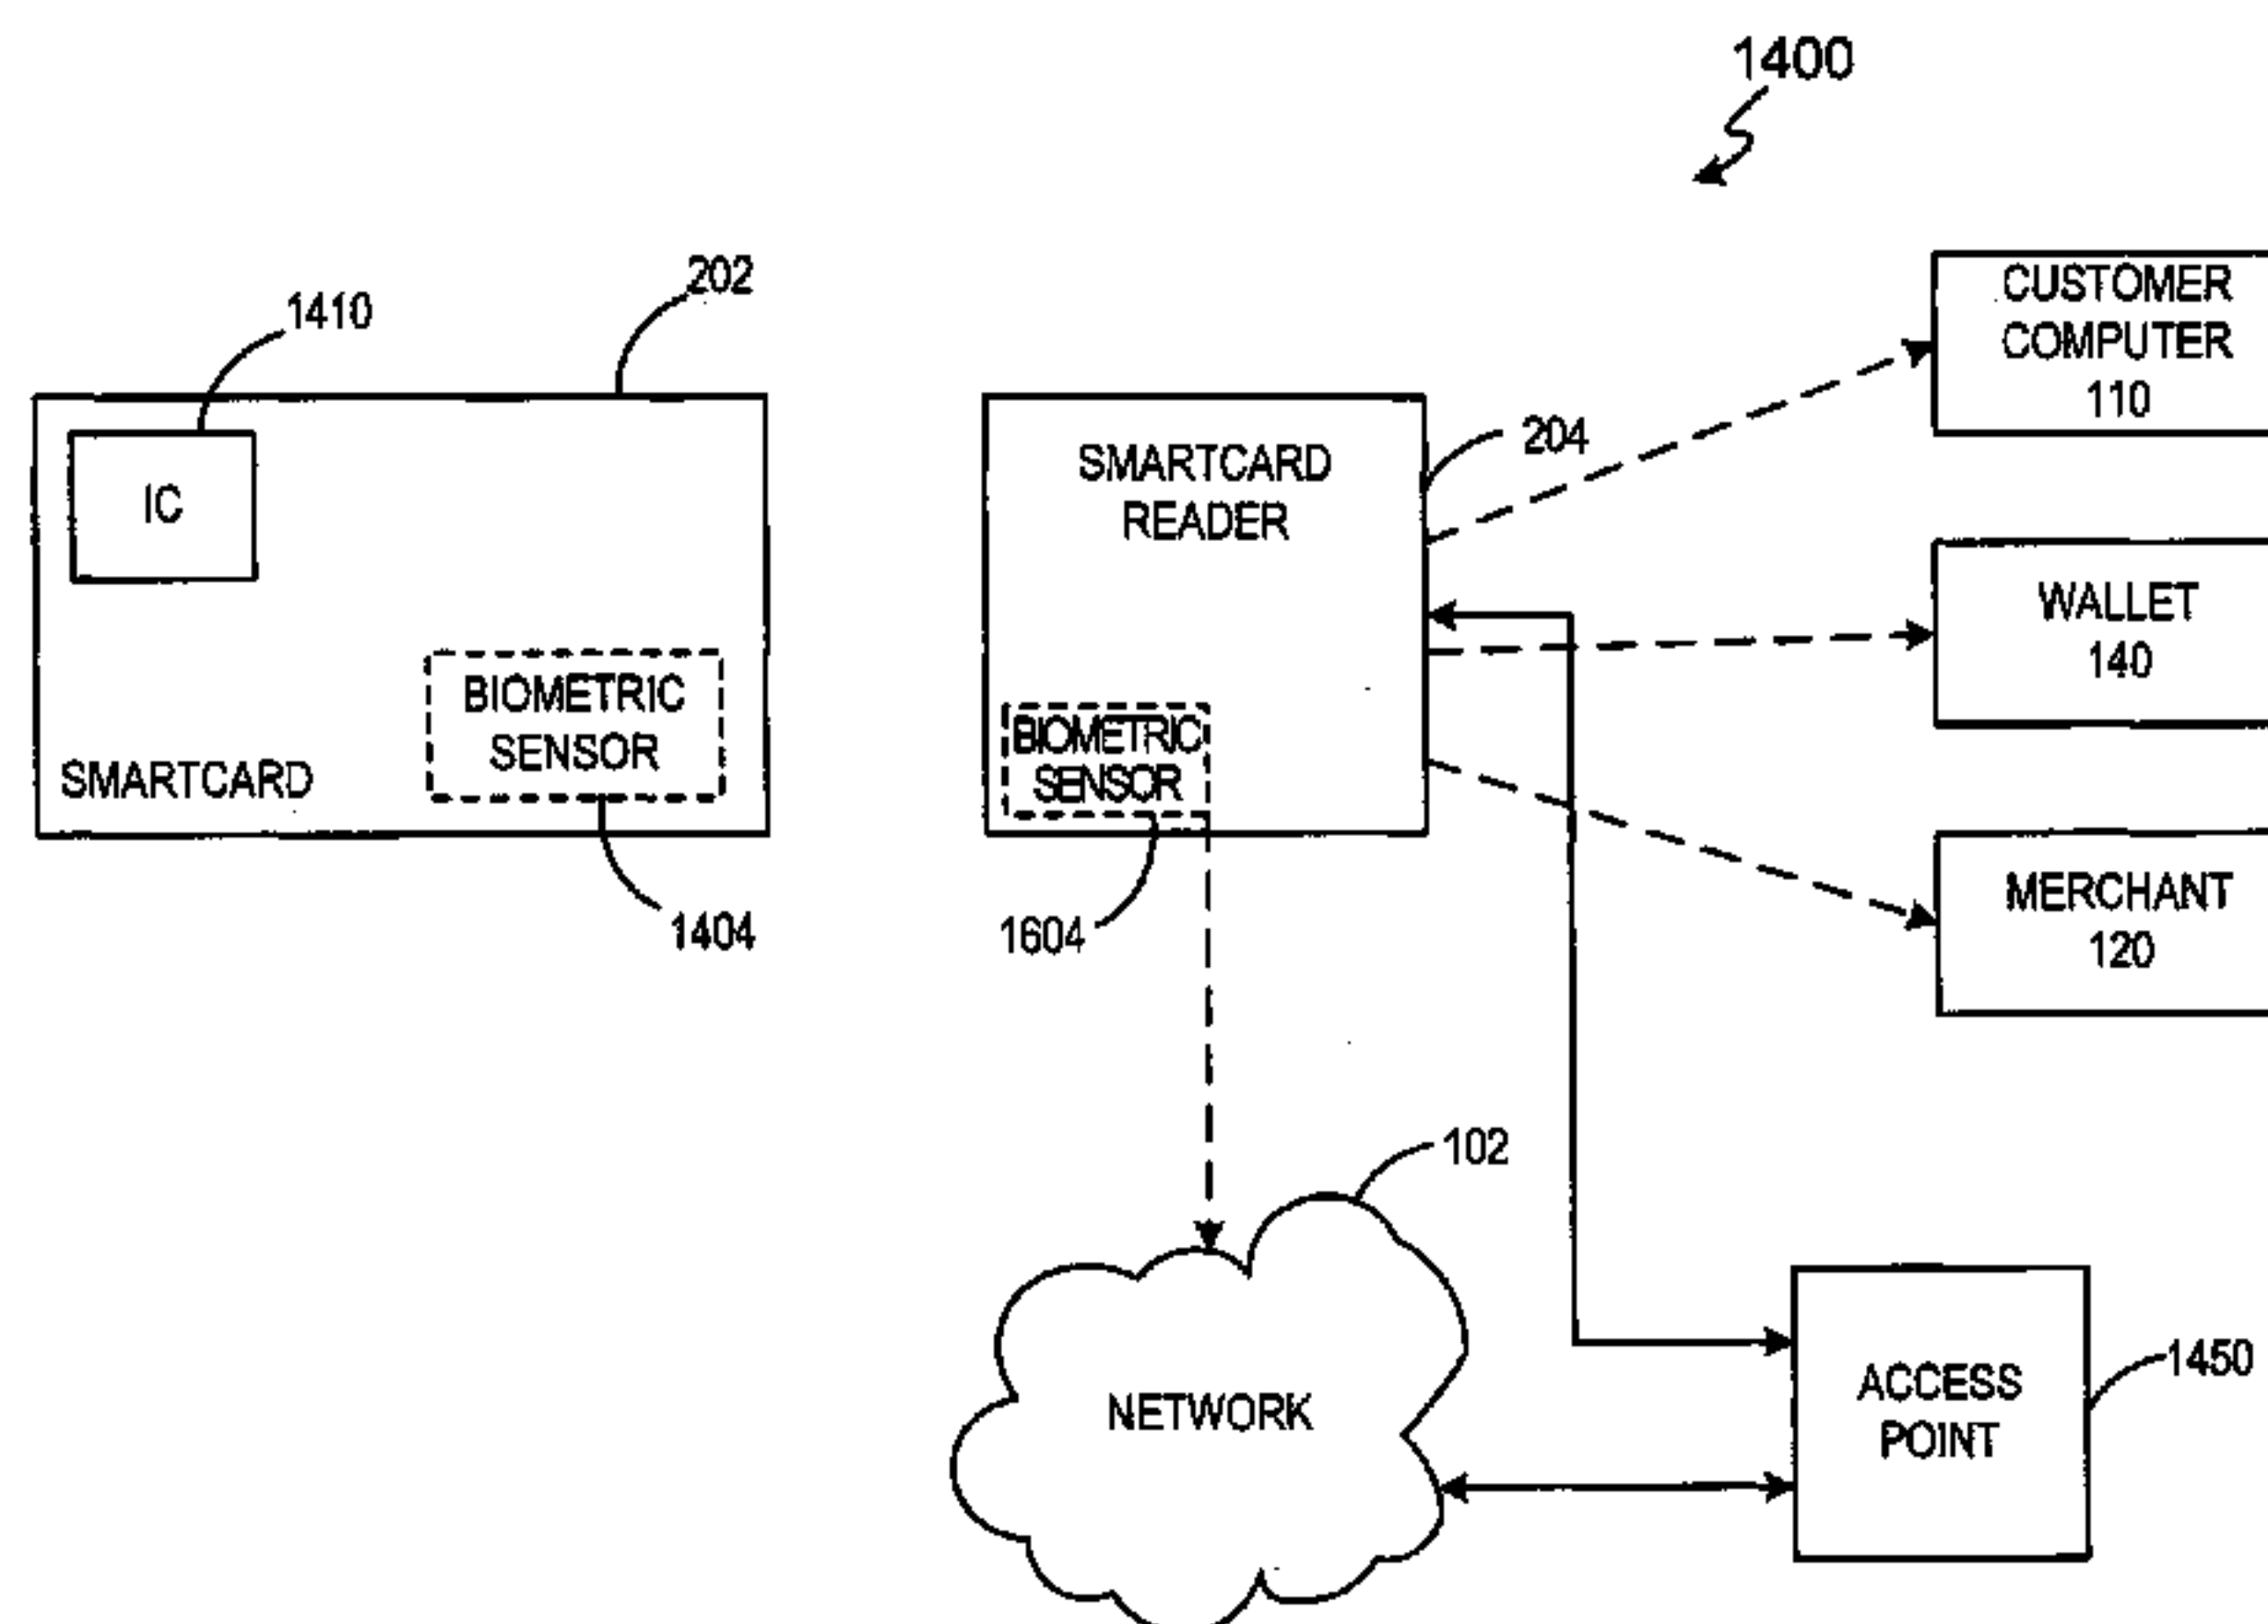 1400
202
1410
IC
BIOMETRIC
SENSOR
SMARTCARD
1404
SMARTCARD
READER
204
BIOMETRIC
SENSOR
1604
CUSTOMER
COMPUTER
110
WALLET
140
MERCHANT
120
102
NETWORK
ACCESS
POINT
1450